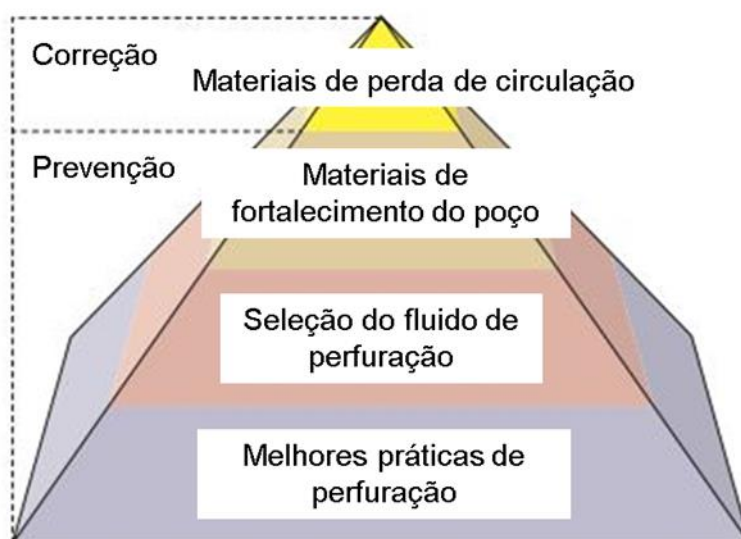 Correção
Materiais de perda de circulação
Prevenção
Materiais de
fortalecimento do poço
Seleção do fluido de
perfuração
Melhores práticas de
perfuração